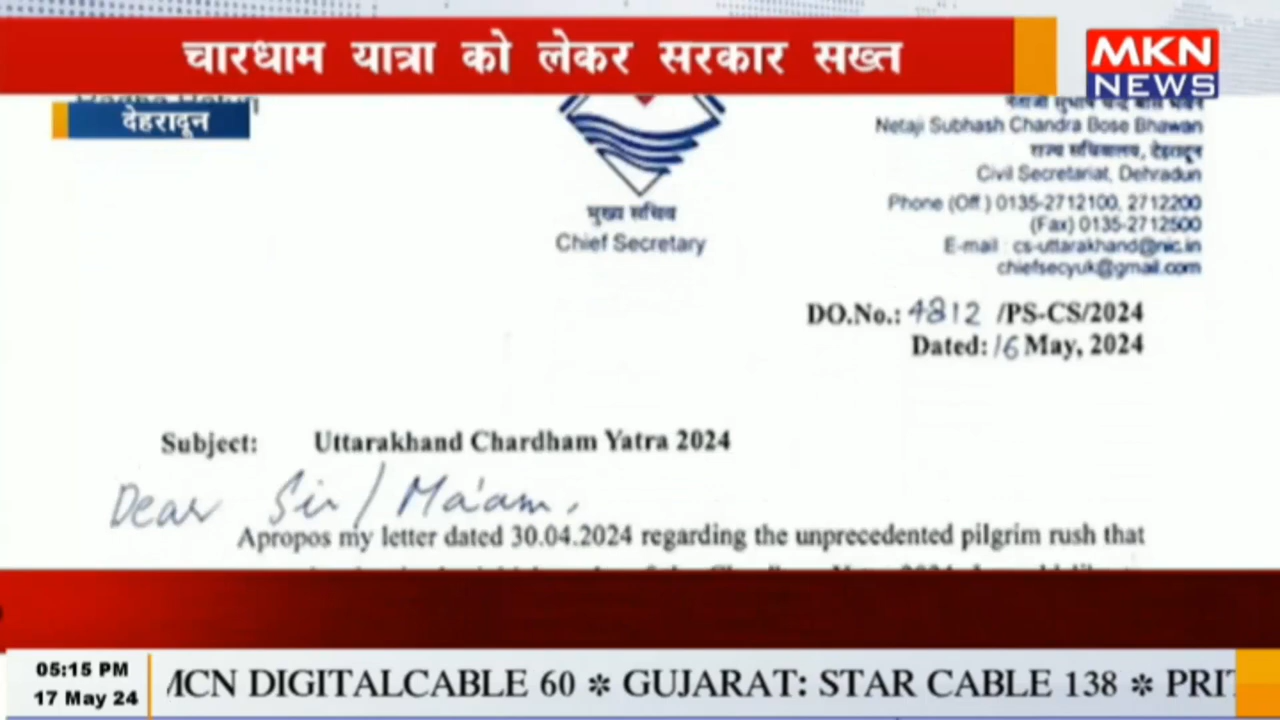 चारधाम यात्रा को लेकर सरकार सख्त
MKN
NEWS
देहरादून
Netaji Subhash Chandra Bose Bhawan
राज्य सचिवालय, देहरादून
Civil Secretariat, Dehradun
Phone (Off ) 0135-2712100, 2712200
(Fax) 0135-2712500
E-mail : cs-uttarakhand@nic.in
chiefsecyuk@gmail.com
मुख्य सचिव
Chief Secretary
DO.No.: 4812 /PS-CS/2024
Dated: 16 May, 2024
Subject: Uttarakhand Chardham Yatra 2024
Dear Sir / Ma'am,
Apropos my letter dated 30.04.2024 regarding the unprecedented pilgrim rush that
05:15 PM
17 May 24
MCN DIGITALCABLE 60 * GUJARAT: STAR CABLE 138 * PRIT